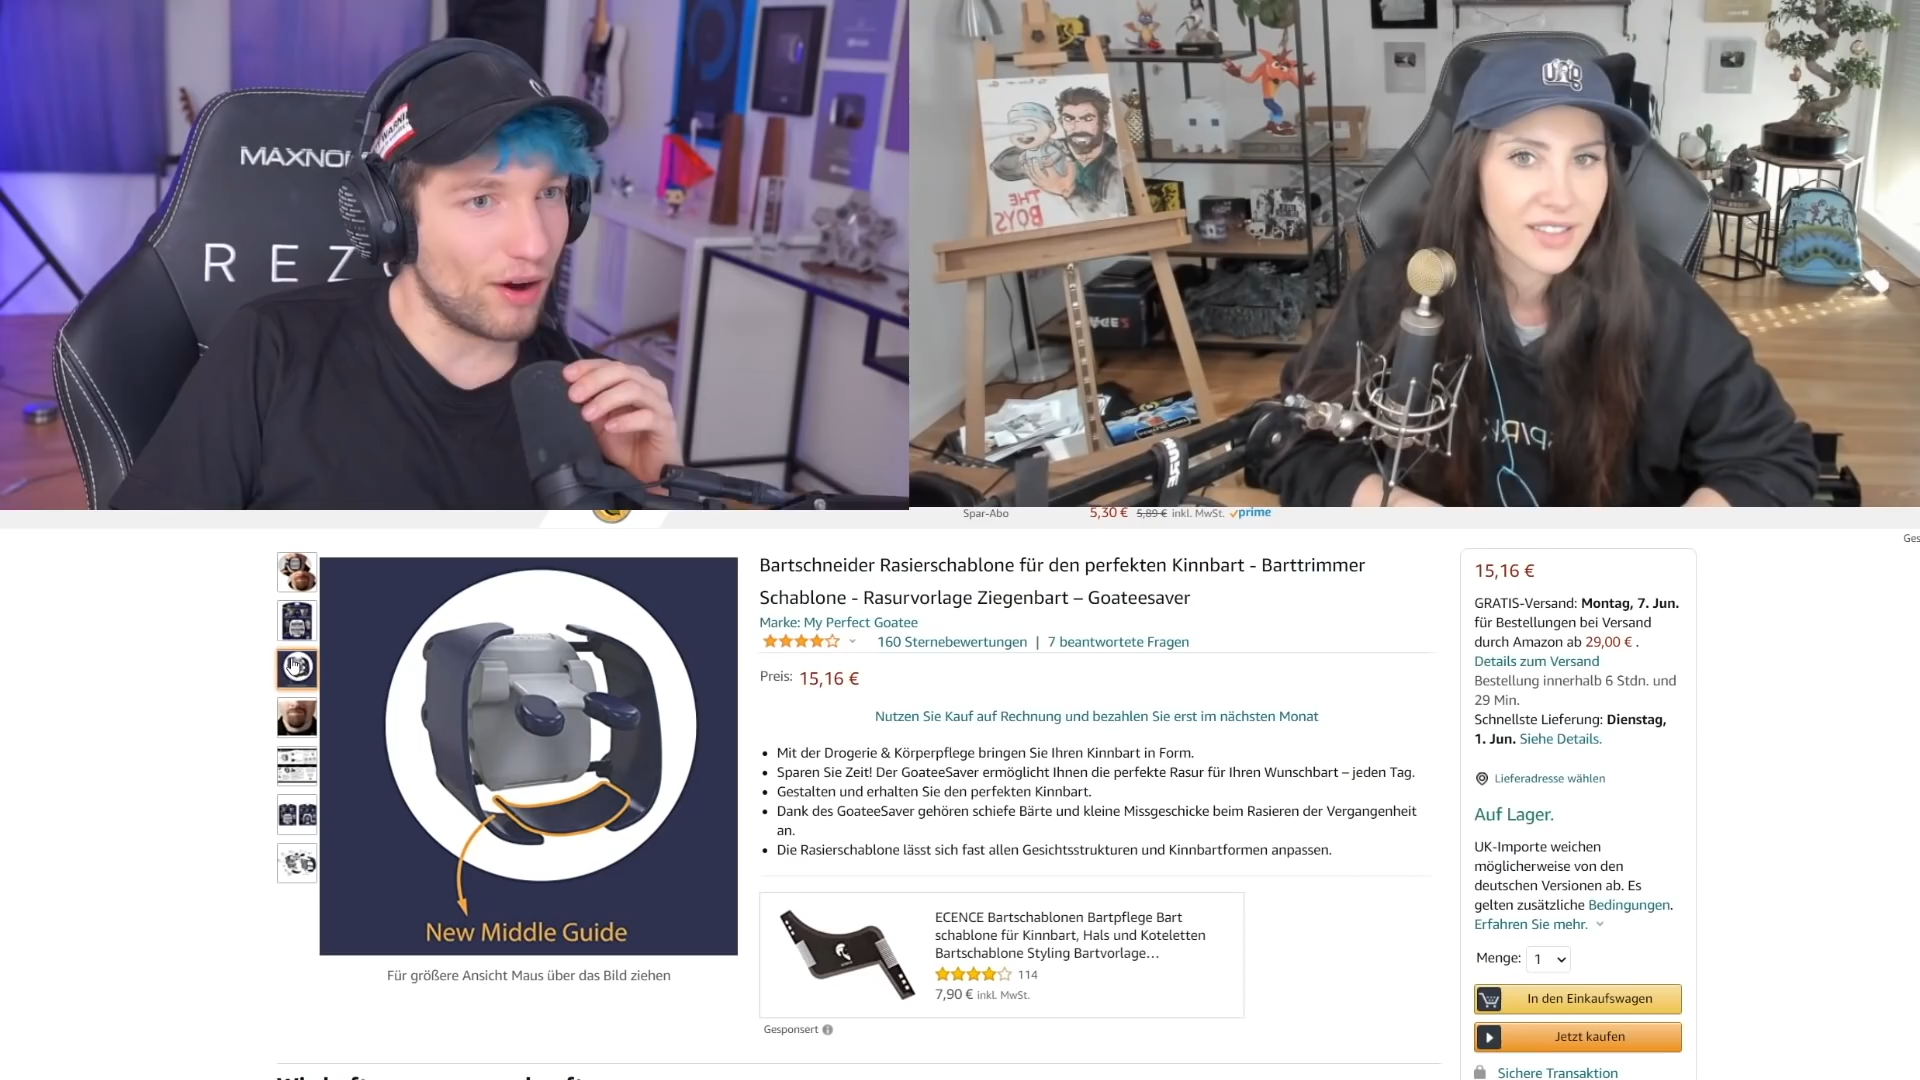 MAXNO
REZ
WARNI
URG
THE
BOYS
Spar-Abo
5,30 € 5,89 € inkl. MwSt. prime
Ges
Bartschneider Rasierschablone für den perfekten Kinnbart - Barttrimmer
Schablone - Rasurvorlage Ziegenbart – Goateesaver
Marke: My Perfect Goatee
160 Sternebewertungen | 7 beantwortete Fragen
Preis: 15,16 €
Nutzen Sie Kauf auf Rechnung und bezahlen Sie erst im nächsten Monat
• Mit der Drogerie & Körperpflege bringen Sie Ihren Kinnbart in Form.
• Sparen Sie Zeit! Der GoateeSaver ermöglicht Ihnen die perfekte Rasur für Ihren Wunschbart – jeden Tag.
• Gestalten und erhalten Sie den perfekten Kinnbart.
• Dank des GoateeSaver gehören schiefe Bärte und kleine Missgeschicke beim Rasieren der Vergangenheit
an.
• Die Rasierschablone lässt sich fast allen Gesichtsstrukturen und Kinnbartformen anpassen.
New Middle Guide
Für größere Ansicht Maus über das Bild ziehen
ECENCE Bartschablonen Bartpflege Bart
schablone für Kinnbart, Hals und Koteletten
Bartschablone Styling Bartvorlage…
114
7,90 € inkl. MwSt.
Gesponsert
15,16 €
GRATIS-Versand: Montag, 7. Jun.
für Bestellungen bei Versand
durch Amazon ab 29,00 € .
Details zum Versand
Bestellung innerhalb 6 Stdn. und
29 Min.
Schnellste Lieferung: Dienstag,
1. Jun. Siehe Details.
Lieferadresse wählen
Auf Lager.
UK-Importe weichen
möglicherweise von den
deutschen Versionen ab. Es
gelten zusätzliche Bedingungen.
Erfahren Sie mehr.
Menge: 1
In den Einkaufswagen
Jetzt kaufen
Sichere Transaktion